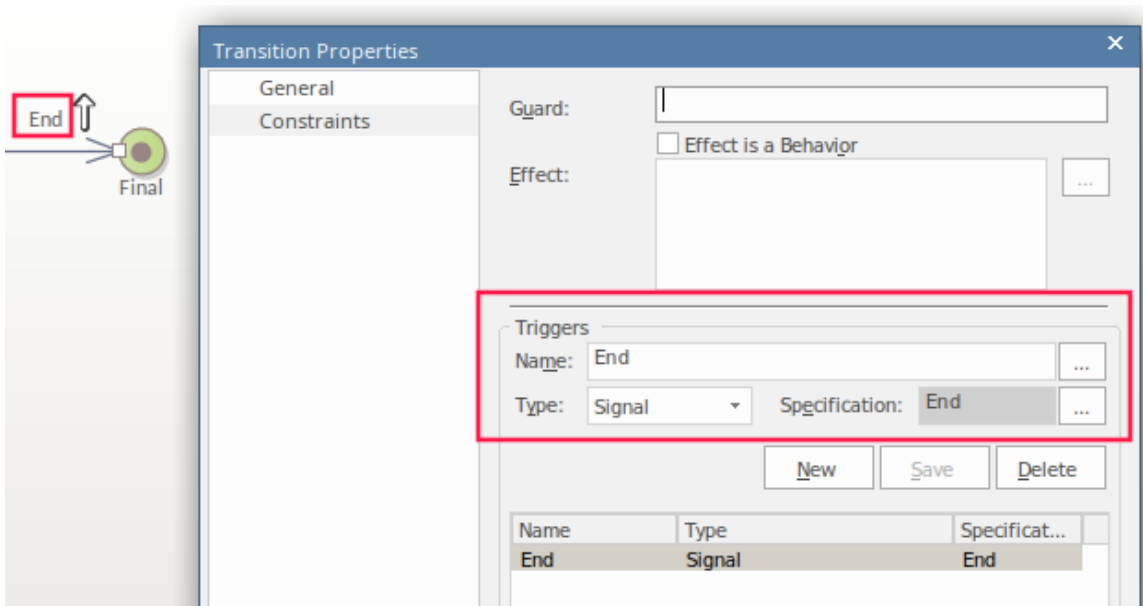 Transition Properties
General
Constraints
End
Final
Guard:
Effect is a Behavior
Effect:
...
Triggers
Name: End ...
Type: Signal Specification: End ...
New Save Delete
Name Type Specificat...
End Signal End